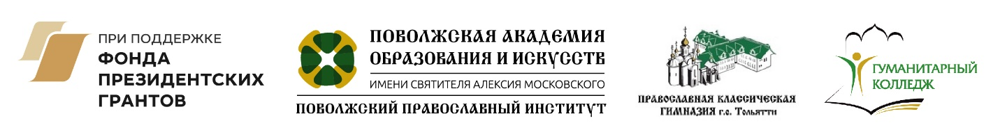 ПРИ ПОДДЕРЖКЕ
ФОНДА
ПРЕЗИДЕНТСКИХ
ГРАНТОВ
ПОВОЛЖСКАЯ АКАДЕМИЯ
ОБРАЗОВАНИЯ И ИСКУССТВ
ИМЕНИ СВЯТИТЕЛЯ АЛЕКСИЯ МОСКОВСКОГО
ПОВОЛЖСКИЙ ПРАВОСЛАВНЫЙ ИНСТИТУТ
ПРАВОСЛАВНАЯ КЛАССИЧЕСКАЯ
ГИМНАЗИЯ г.о. Тольятти
ГУМАНИТАРНЫЙ
КОЛЛЕДЖ